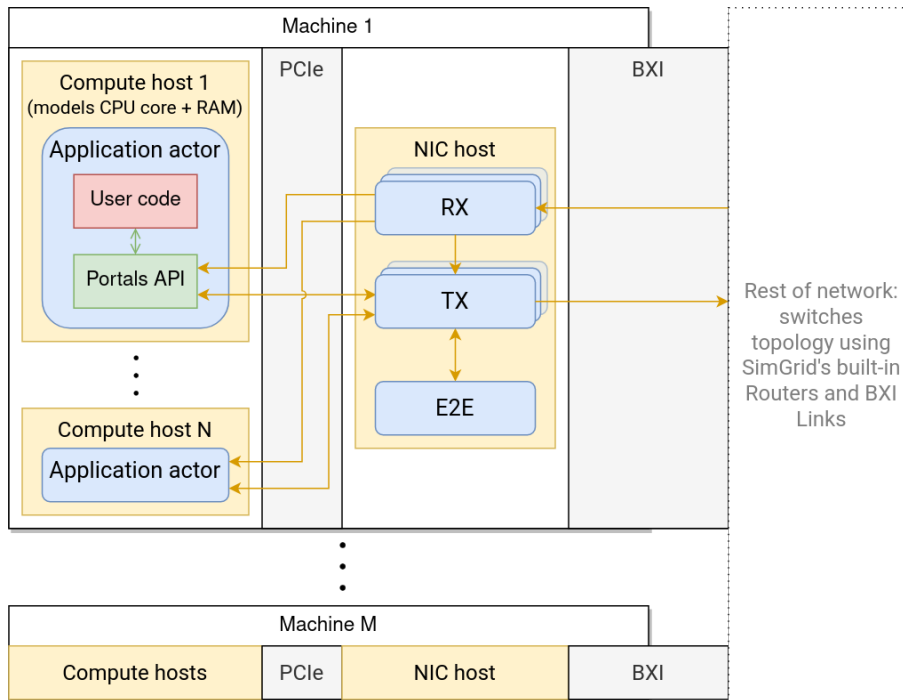 Machine 1
Compute host 1
(models CPU core + RAM)
Application actor
User code
Portals API
Compute host N
Application actor
PCIe
NIC host
RX
TX
E2E
BXI
Rest of network:
switches
topology using
SimGrid's built-in
Routers and BXI
Links
Machine M
Compute hosts
PCIe
NIC host
BXI